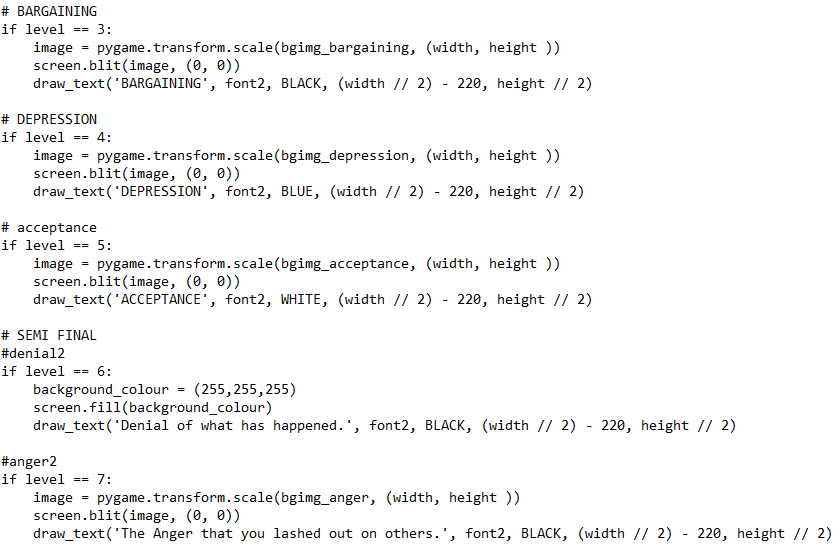 # BARGAINING
if level == 3:
    image = pygame.transform.scale(bgimg_bargaining, (width, height ))
    screen.blit(image, (0, 0))
    draw_text('BARGAINING', font2, BLACK, (width // 2) - 220, height // 2)

# DEPRESSION
if level == 4:
    image = pygame.transform.scale(bgimg_depression, (width, height ))
    screen.blit(image, (0, 0))
    draw_text('DEPRESSION', font2, BLUE, (width // 2) - 220, height // 2)

# acceptance
if level == 5:
    image = pygame.transform.scale(bgimg_acceptance, (width, height ))
    screen.blit(image, (0, 0))
    draw_text('ACCEPTANCE', font2, WHITE, (width // 2) - 220, height // 2)

# SEMI FINAL
#denial2
if level == 6:
    background_colour = (255,255,255)
    screen.fill(background_colour)
    draw_text('Denial of what has happened.', font2, BLACK, (width // 2) - 220, height // 2)

#anger2
if level == 7:
    image = pygame.transform.scale(bgimg_anger, (width, height ))
    screen.blit(image, (0, 0))
    draw_text('The Anger that you lashed out on others.', font2, BLACK, (width // 2) - 220, height // 2)